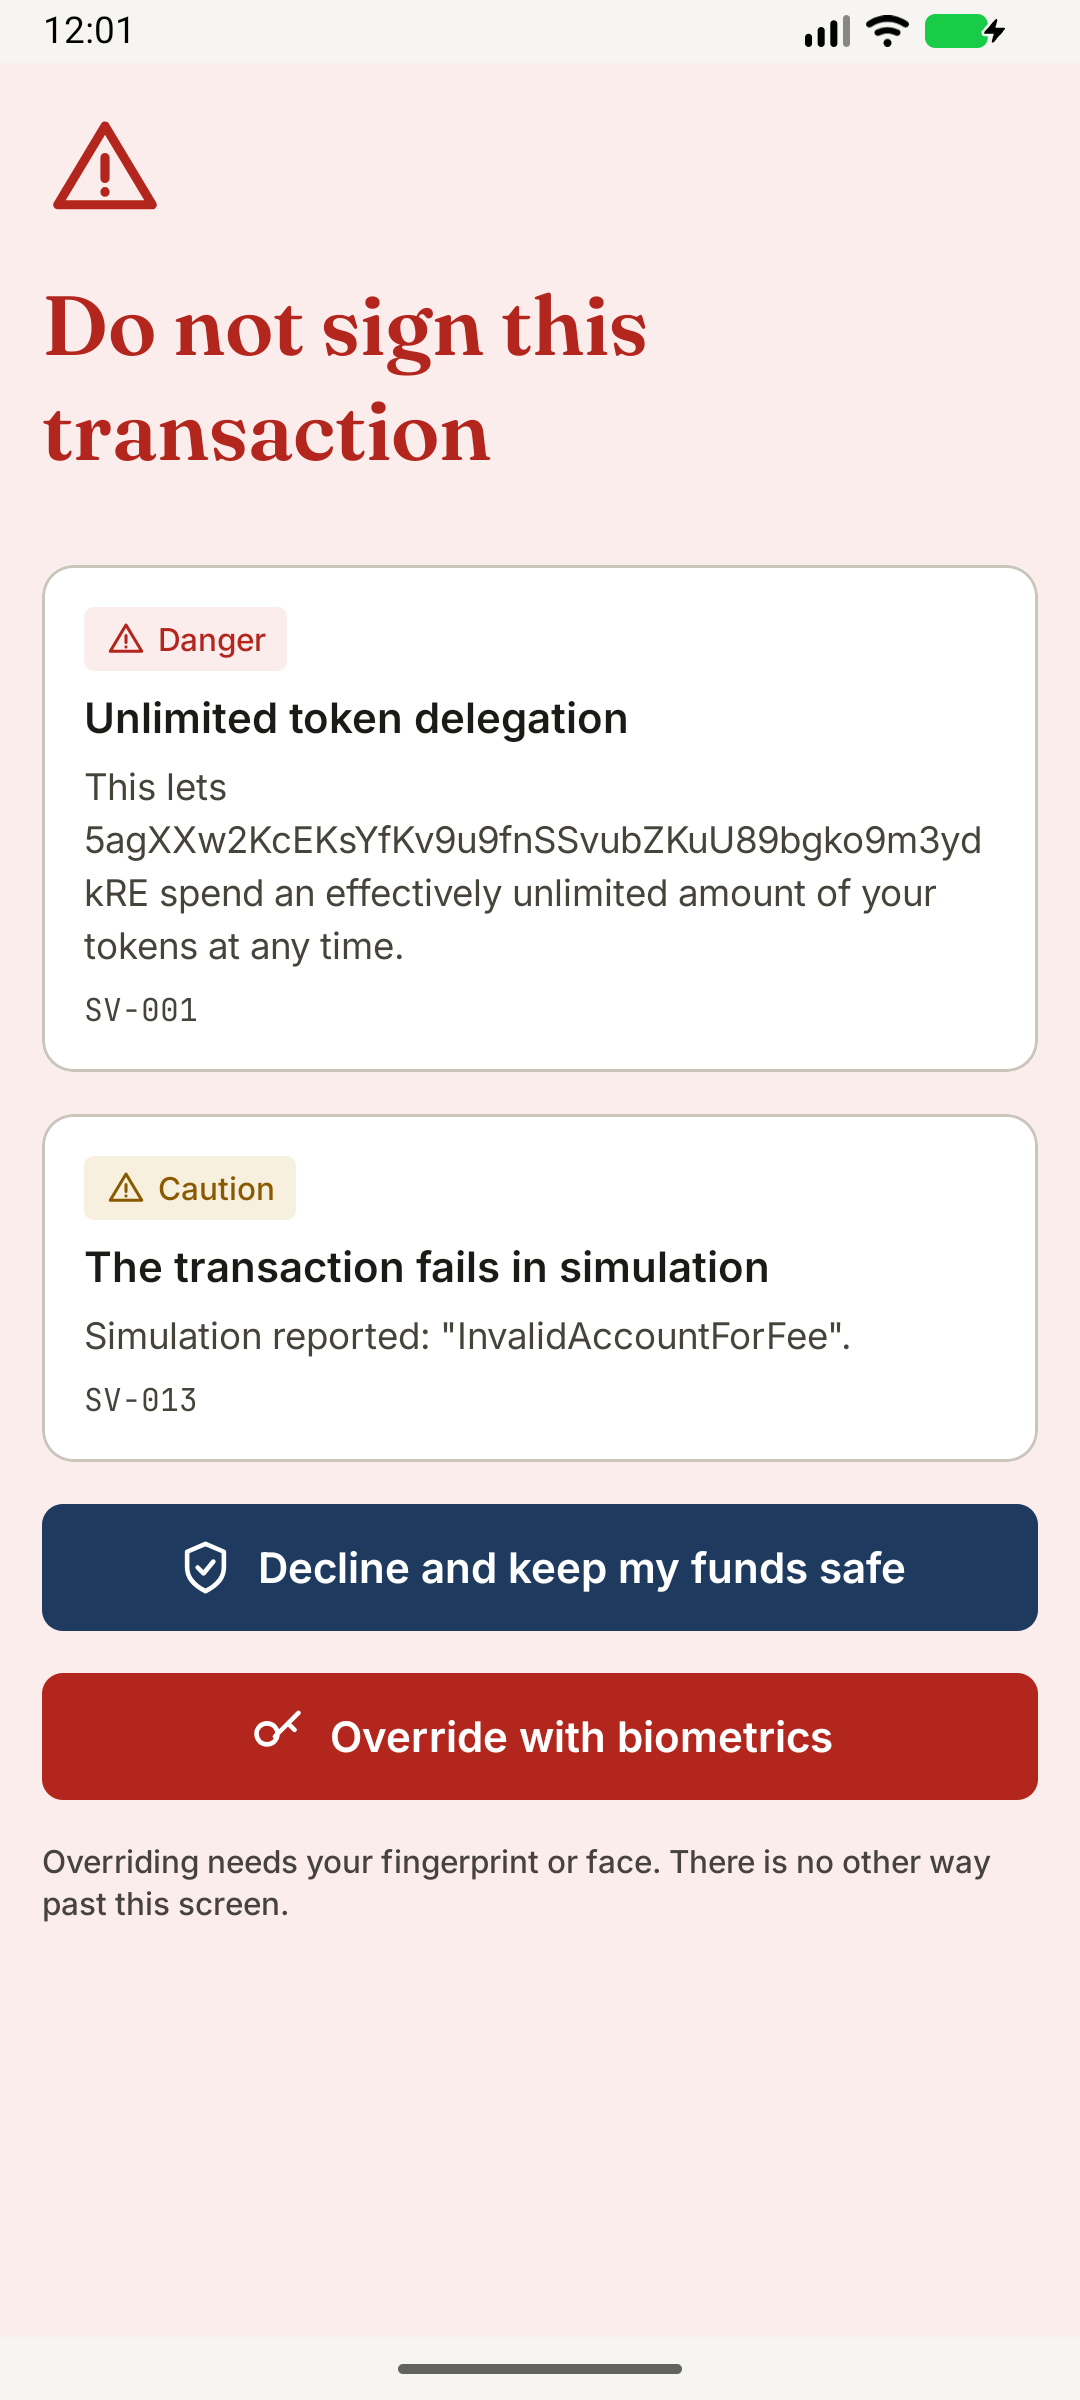 12:01
Do not sign this
transaction
Danger
Unlimited token delegation
This lets
5agXXw2KcEKsYfKv9u9fnSSvubZKuU89bgko9m3yd
kRE spend an effectively unlimited amount of your
tokens at any time.
SV-001
Caution
The transaction fails in simulation
Simulation reported: "InvalidAccountForFee".
SV-013
Decline and keep my funds safe
Override with biometrics
Overriding needs your fingerprint or face. There is no other way
past this screen.